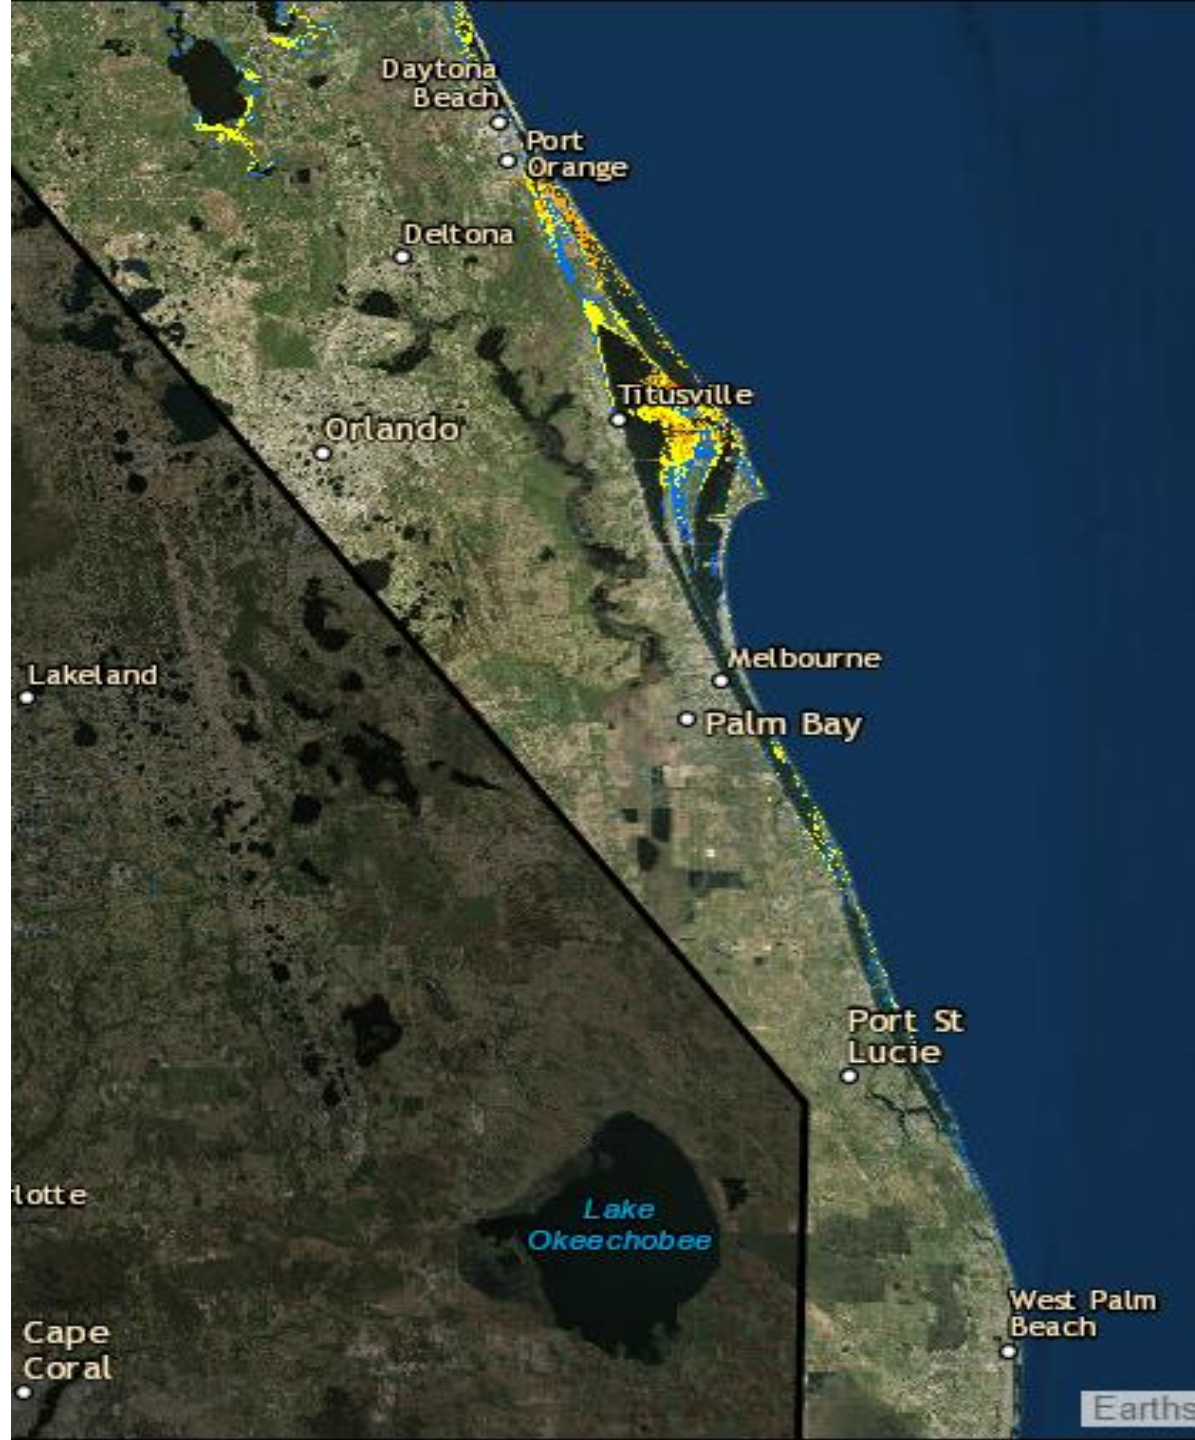 Daytona
Beach
Port
Orange
Deltona
Titusville
Orlando
Melbourne
Lakeland
Palm Bay
Port St
Lucie
lotte
Lake
Okeechobee
West Palm
Beach
Cape
Coral
Earths